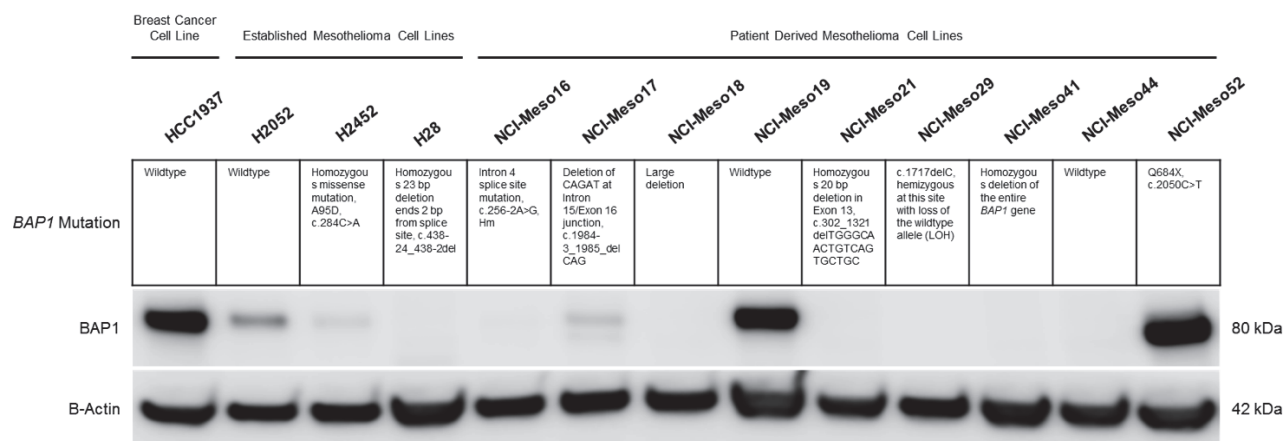 Breast Cancer
Cell Line
Established Mesothelioma Cell Lines
Patient Derived Mesothelioma Cell Lines
HCC1937
H2052
H2452
H28
NCI-Meso16
NCI-Meso17
NCI-Meso18
NCI-Meso19
NCI-Meso21
NCI-Meso29
NCI-Meso41
NCI-Meso44
NCI-Meso52
BAP1 Mutation
Wildtype
Wildtype
Homozygou
s missense
mutation,
A95D,
c.284C>A
Homozygou
s 23 bp
deletion
ends 2 bp
from splice
site, c.438-
24_438-2del
Intron 4
splice site
mutation,
c.256-2A>G,
Hm
Deletion of
CAGAT at
Intron
15/Exon 16
junction,
c.1984-
3_1985_del
CAG
Large
deletion
Wildtype
Homozygou
s 20 bp
deletion in
Exon 13,
c.302_1321
delTGGGCA
ACTGTCAG
TGCTGC
c.1717delC,
hemizygous
at this site
with loss of
the wildtype
allele (LOH)
Homozygou
s deletion of
the entire
BAP1 gene
Wildtype
Q684X,
c.2050C>T
BAP1
80 kDa
B-Actin
42 kDa